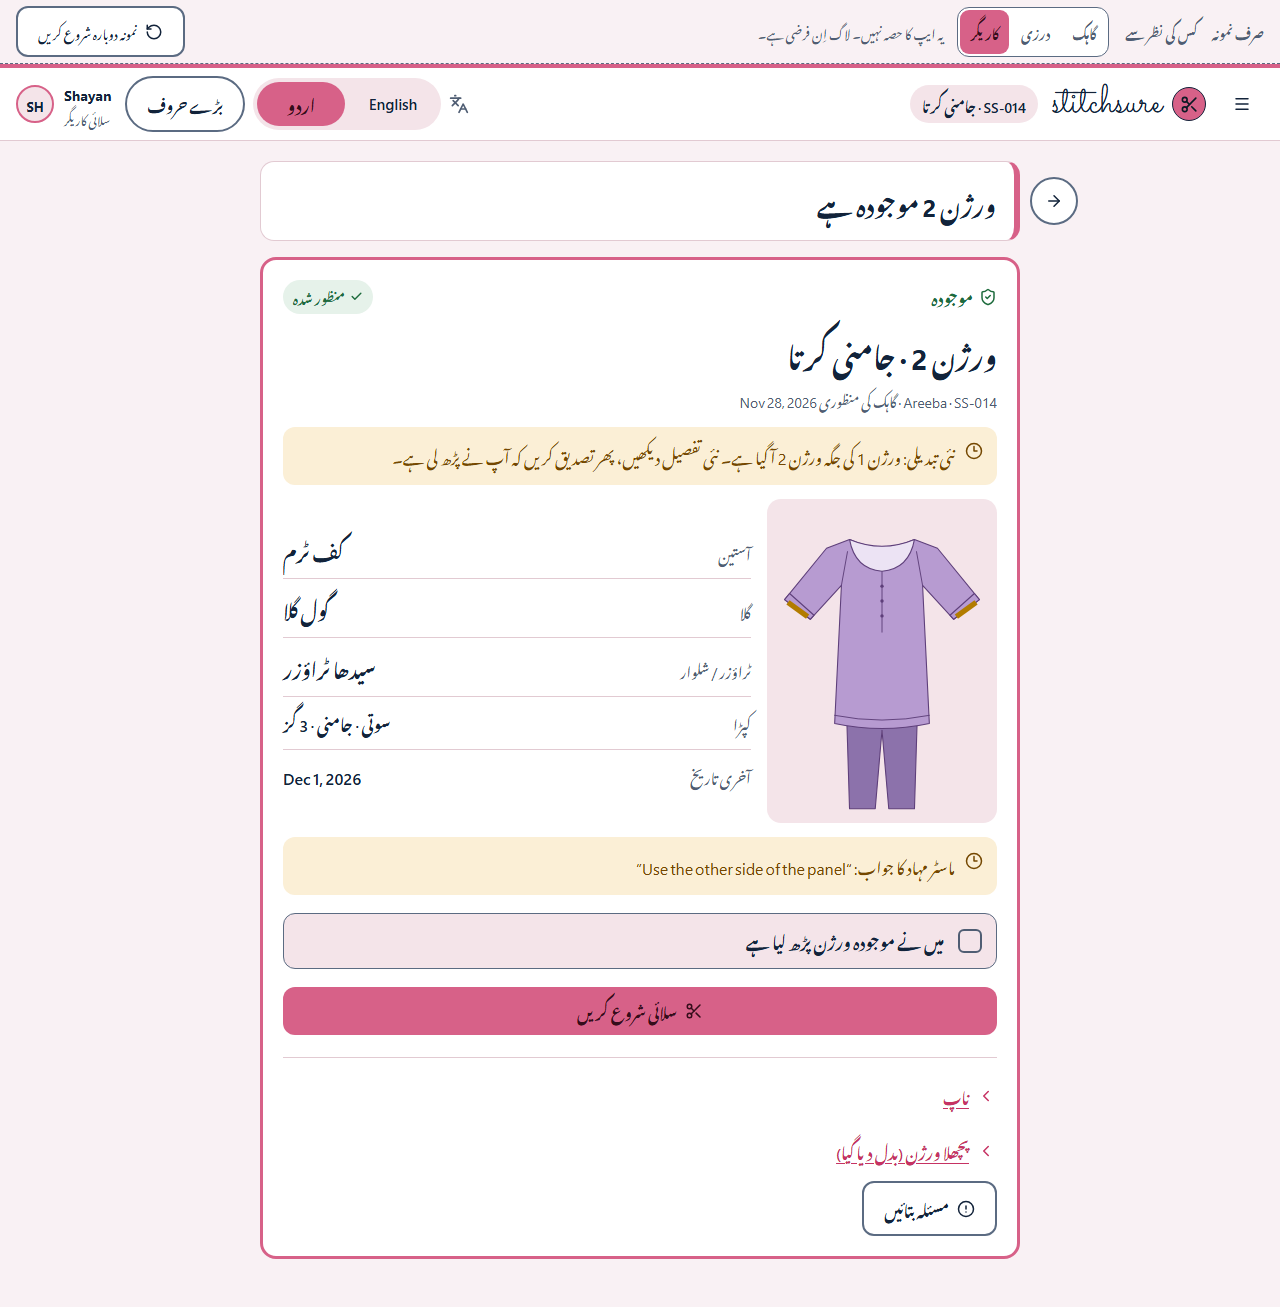 صرف نمونہ کس کی نظر سے گاہک درزی کاریگر یہ ایپ کا حصہ نہیں۔ لاگ اِن فرضی ہے۔ نمونہ دوبارہ شروع کریں
stitchsure SS-014 · جامنی کرتا English اردو بڑے حروف Shayan SH
سلائی کاریگر
ورژن 2 موجودہ ہے
موجودہ منظور شدہ
ورژن 2 · جامنی کرتا
Areeba · SS-014 · گاہک کی منظوری Nov 28, 2026
نئی تبدیلی: ورژن 1 کی جگہ ورژن 2 آ گیا ہے۔ نئی تفصیل دیکھیں، پھر تصدیق کریں کہ آپ نے پڑھ لی ہے۔
آستین کف ٹرم
گلا گول گلا
ٹراؤزر / شلوار سیدھا ٹراؤزر
کپڑا سوتی · جامنی · 3 گز
آخری تاریخ Dec 1, 2026
ماسٹر مہاد کا جواب: “Use the other side of the panel”
میں نے موجودہ ورژن پڑھ لیا ہے
سلائی شروع کریں
ناپ
پچھلا ورژن (بدل دیا گیا)
مسئلہ بتائیں